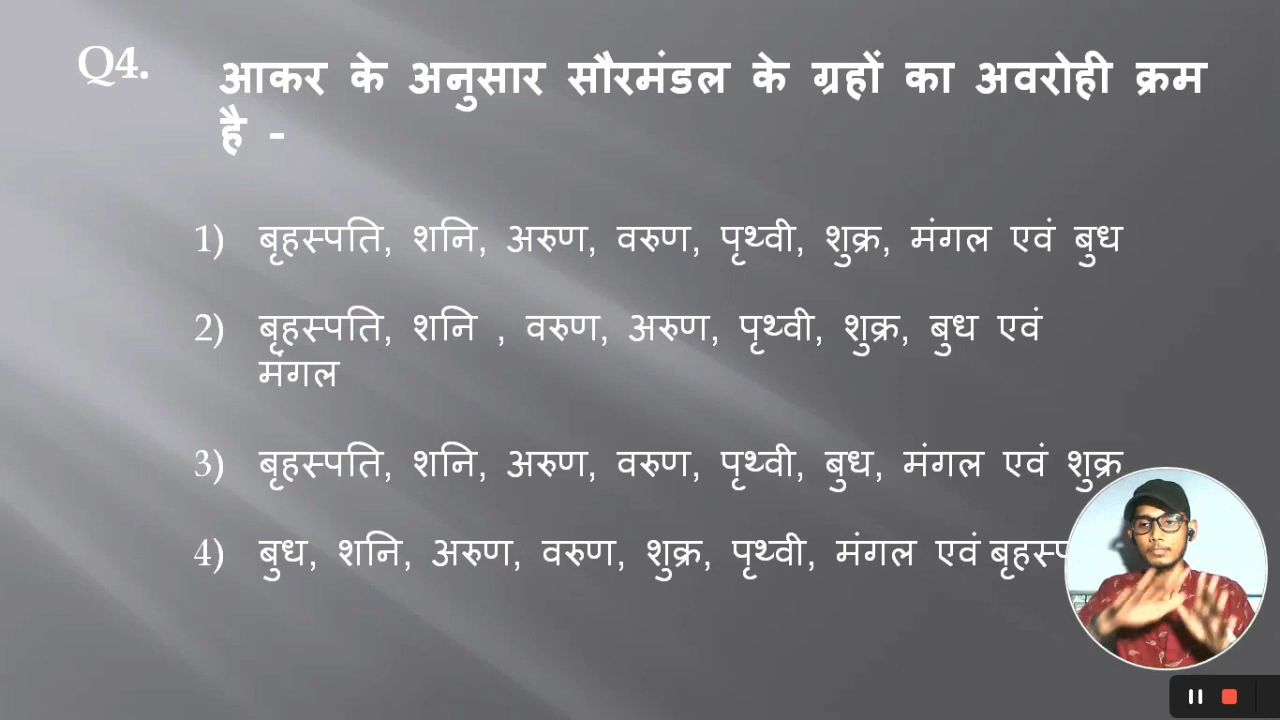 Q4. आकर के अनुसार सौरमंडल के ग्रहों का अवरोही क्रम
है -
1) बृहस्पति, शनि, अरुण, वरुण, पृथ्वी, शुक्र, मंगल एवं बुध
2) बृहस्पति, शनि , वरुण, अरुण, पृथ्वी, शुक्र, बुध एवं
मंगल
3) बृहस्पति, शनि, अरुण, वरुण, पृथ्वी, बुध, मंगल एवं शुक्र
4) बुध, शनि, अरुण, वरुण, शुक्र, पृथ्वी, मंगल एवं